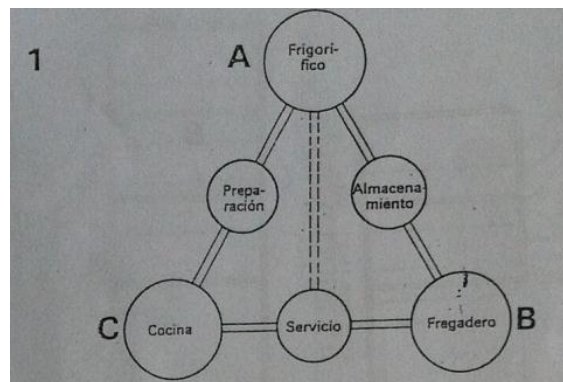 1
A
Frigorí-
fico
Prepa-
ración
Almacena-
miento
C
Cocina
Servicio
Fregadero
B